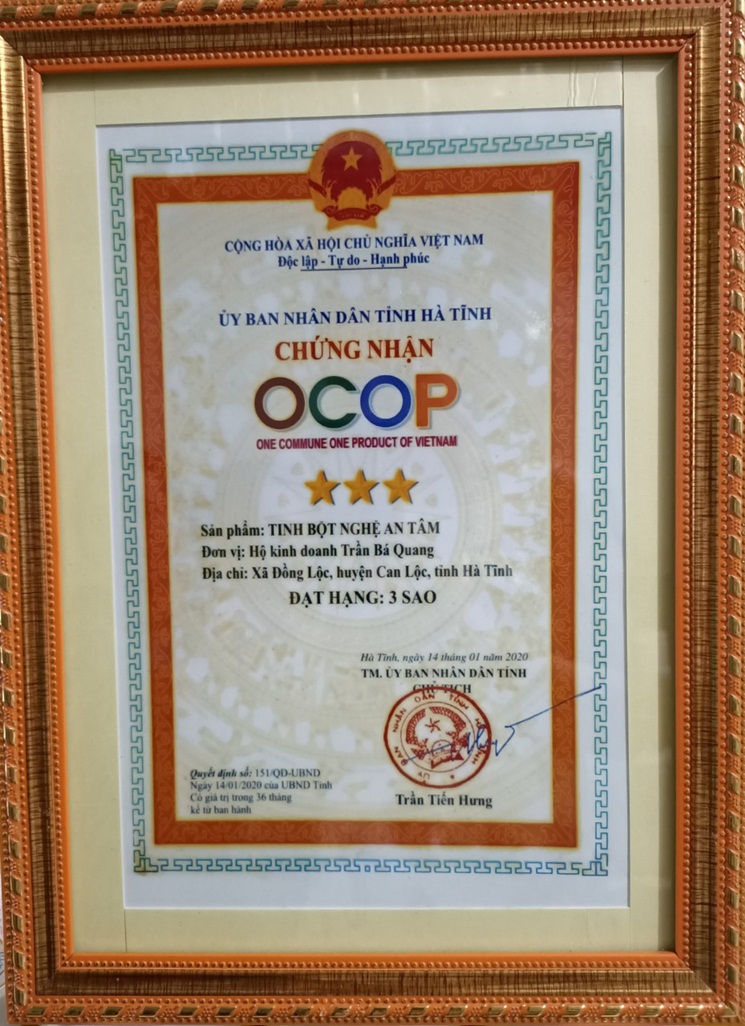 CỘNG HÒA XÃ HỘI CHỦ NGHĨA VIỆT NAM
Độc lập - Tự do - Hạnh phúc
ỦY BAN NHÂN DÂN TỈNH HÀ TĨNH
CHỨNG NHẬN
OCOP
ONE COMMUNE ONE PRODUCT OF VIETNAM
Sản phẩm: TINH BỘT NGHỆ AN TÂM
Đơn vị: Hộ kinh doanh Trần Bá Quang
Địa chỉ: Xã Đồng Lộc, huyện Can Lộc, tỉnh Hà Tĩnh
ĐẠT HẠNG: 3 SAO
Hà Tĩnh, ngày 14 tháng 01 năm 2020
TM. ỦY BAN NHÂN DÂN TỈNH
CHỦ TỊCH
Trần Tiến Hưng
Quyết định số: 151/QĐ-UBND
Ngày 14/01/2020 của UBND Tỉnh
Có giá trị trong 36 tháng
kể từ ban hành